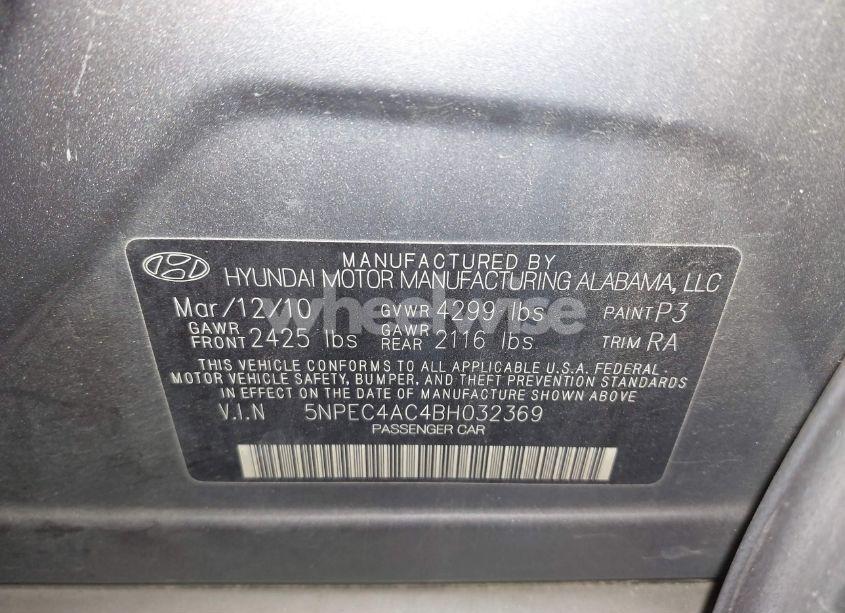 MANUFACTURED BY
HYUNDAI MOTOR MANUFACTURING ALABAMA, LLC
Mar/12/10 GVWR 4299 lbs PAINT P3
GAWR FRONT 2425 lbs GAWR REAR 2116 lbs TRIM RA
THIS VEHICLE CONFORMS TO ALL APPLICABLE U.S.A. FEDERAL
MOTOR VEHICLE SAFETY, BUMPER, AND THEFT PREVENTION STANDARDS
IN EFFECT ON THE DATE OF MANUFACTURE SHOWN ABOVE
V.I.N 5NPEC4AC4BH032369
PASSENGER CAR
wheelwise